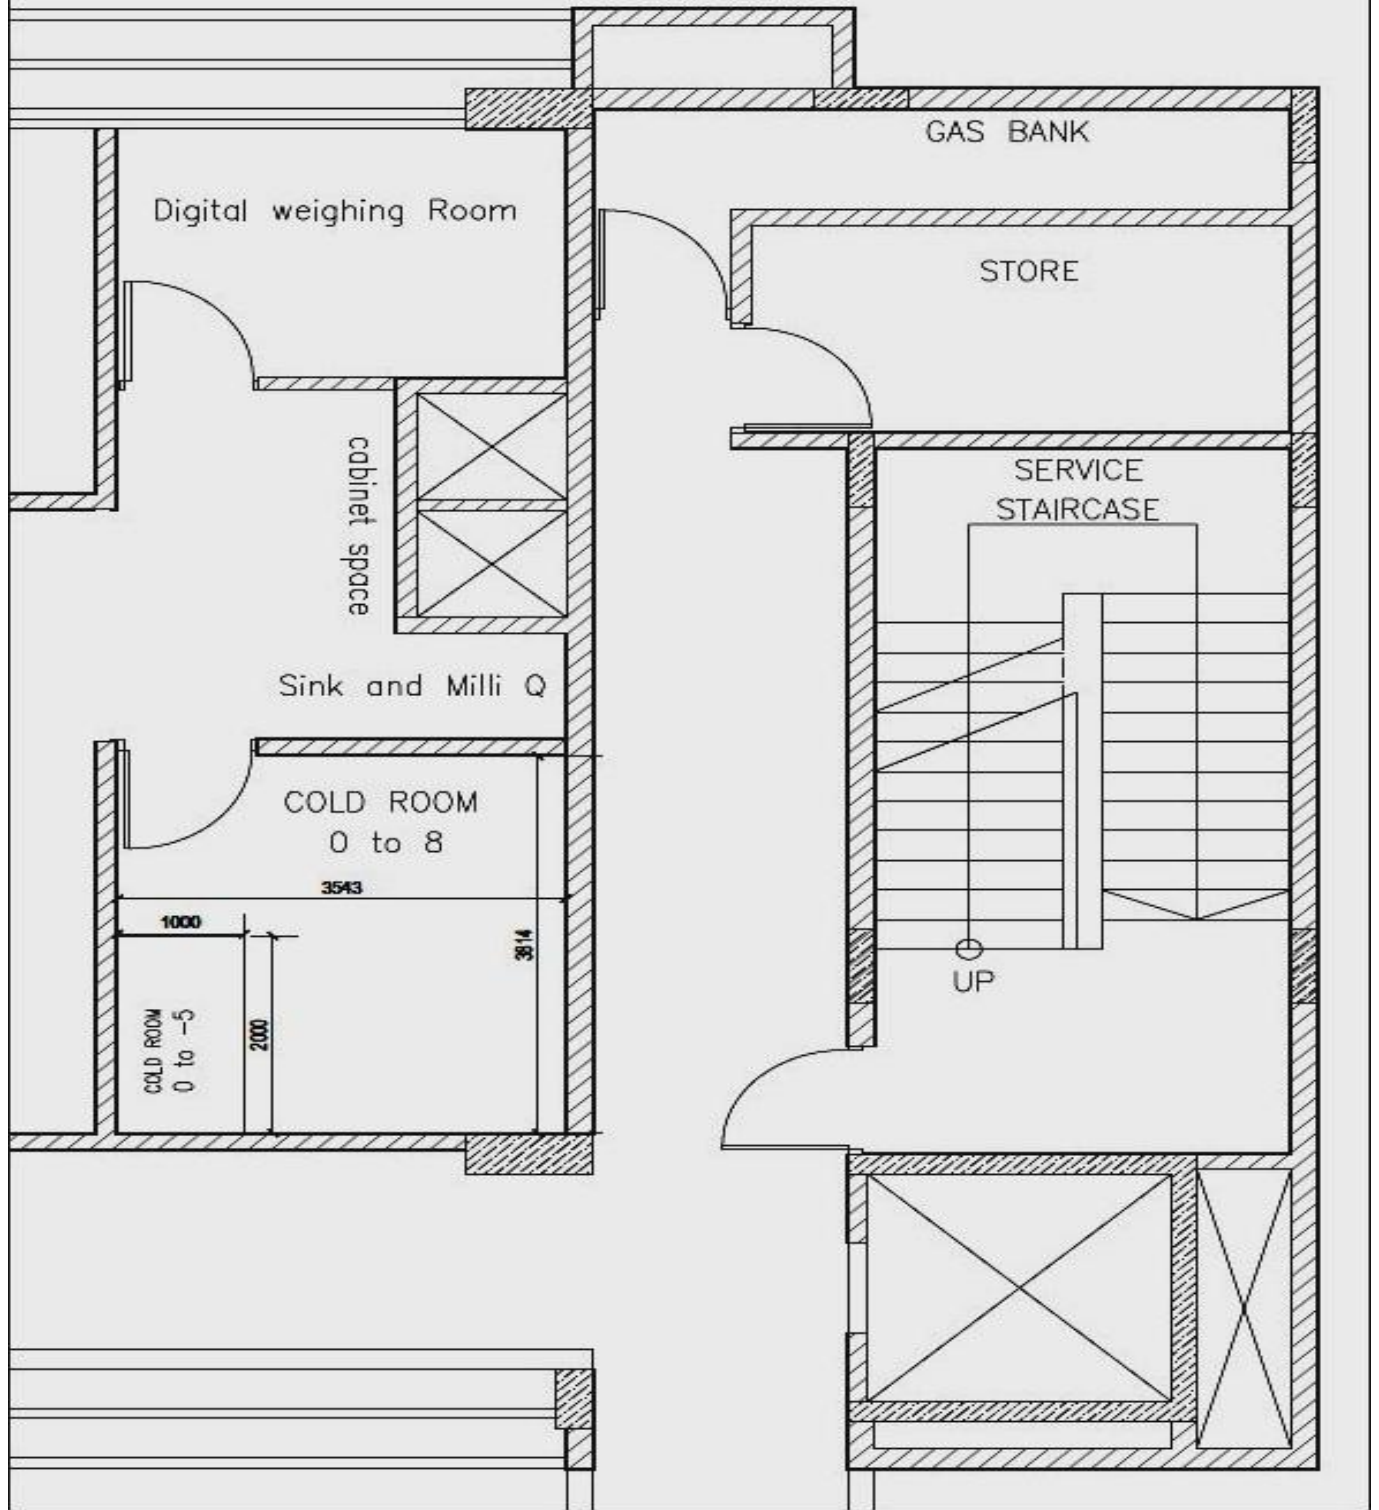 GAS BANK
Digital weighing Room
STORE
cabinet space
SERVICE
STAIRCASE
Sink and Milli Q
COLD ROOM
0 to 8
3543
1000
3814
COLD ROOM
0 to -5
2000
UP